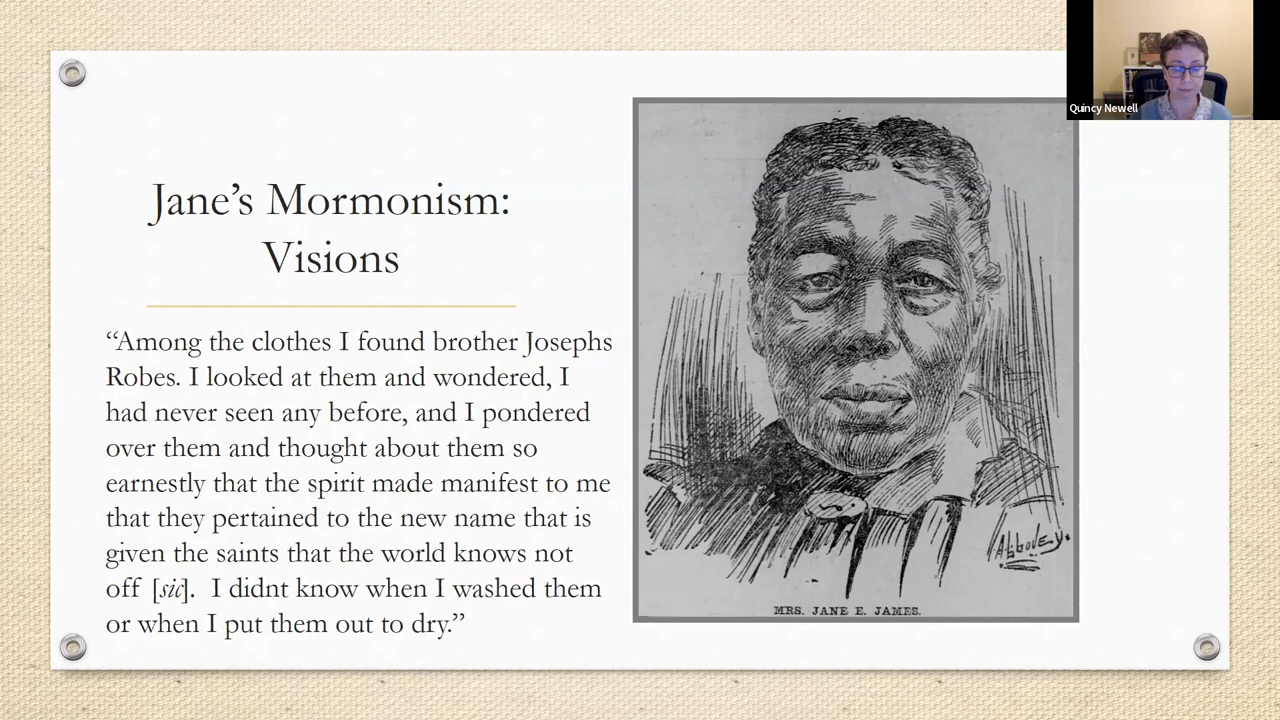 Quincy Newell
Jane’s Mormonism:
Visions
“Among the clothes I found brother Josephs
Robes. I looked at them and wondered, I
had never seen any before, and I pondered
over them and thought about them so
earnestly that the spirit made manifest to me
that they pertained to the new name that is
given the saints that the world knows not
off [sic].  I didnt know when I washed them
or when I put them out to dry.”
MRS. JANE E. JAMES.